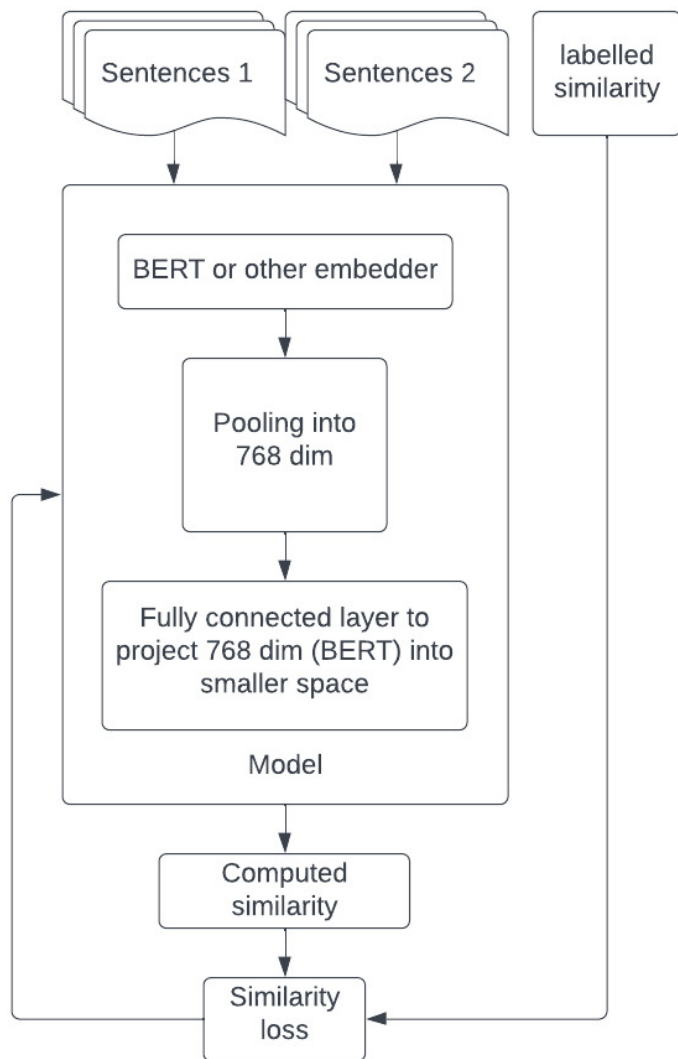 Sentences 1
Sentences 2
labelled
similarity
BERT or other embedder
Pooling into
768 dim
Fully connected layer to
project 768 dim (BERT) into
smaller space
Model
Computed
similarity
Similarity
loss